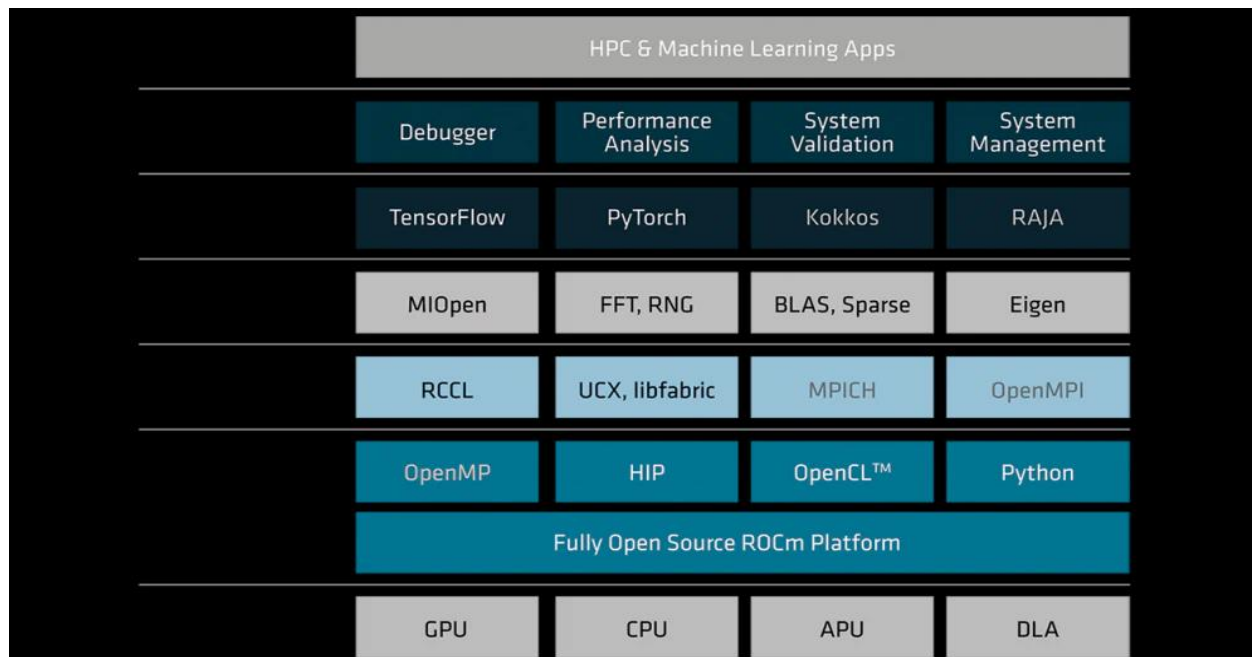 HPC & Machine Learning Apps
Debugger
Performance
Analysis
System
Validation
System
Management
TensorFlow
PyTorch
Kokkos
RAJA
MIOpen
FFT, RNG
BLAS, Sparse
Eigen
RCCL
UCX, libfabric
MPICH
OpenMPI
OpenMP
HIP
OpenCL™
Python
Fully Open Source ROCm Platform
GPU
CPU
APU
DLA